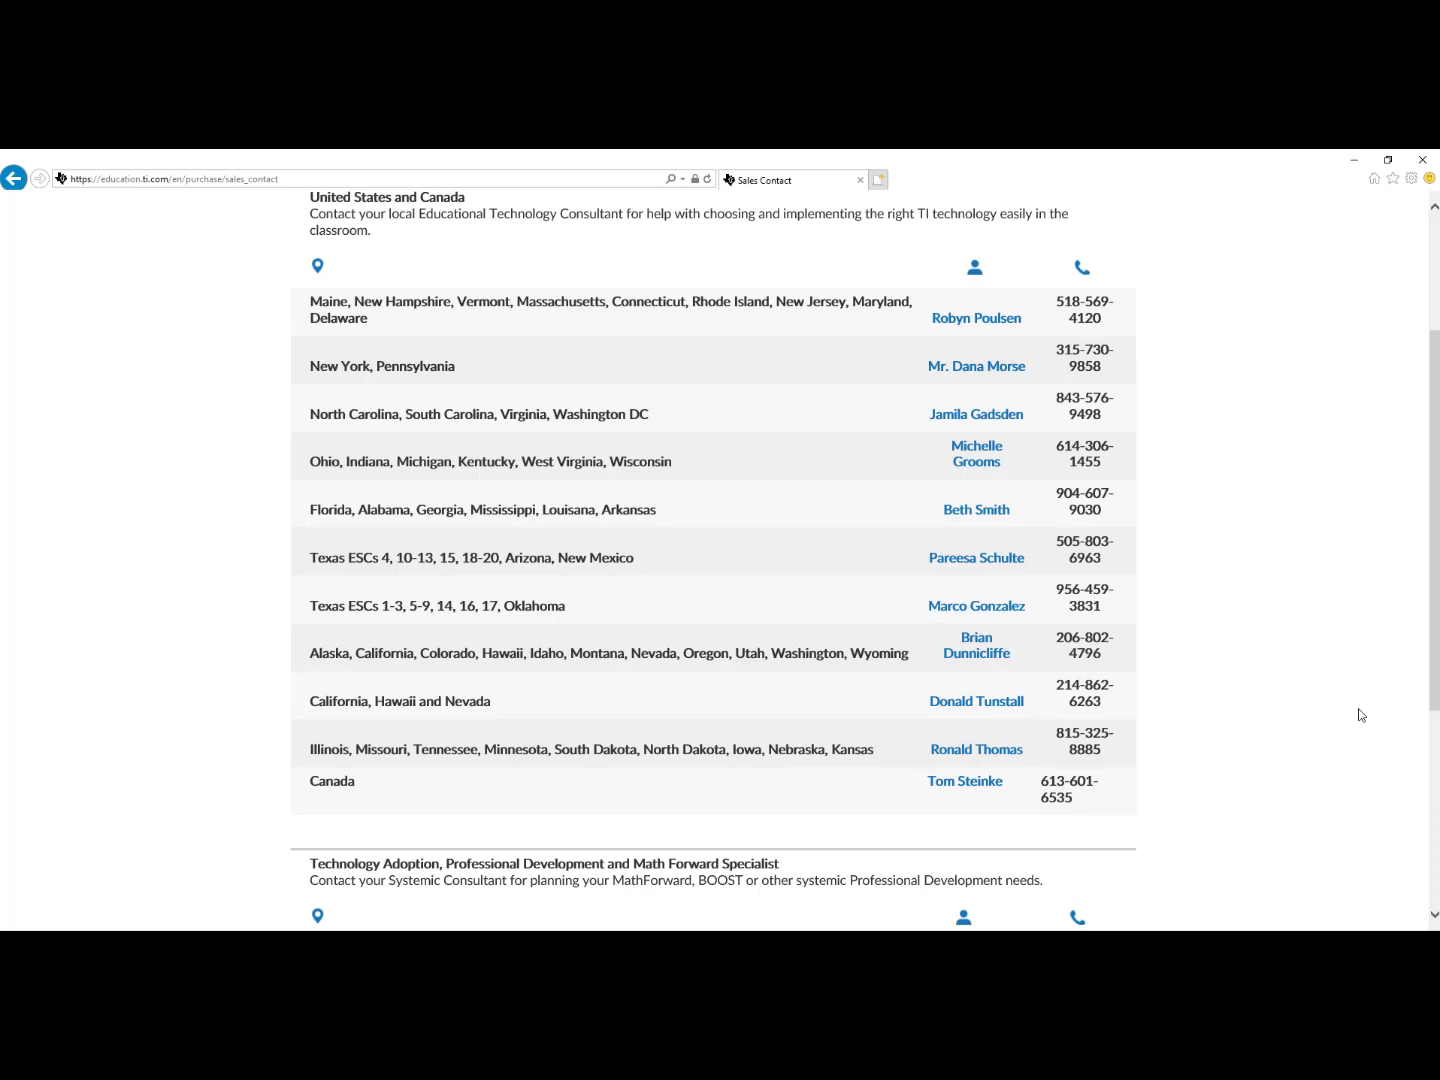 https://education.ti.com/en/purchase/sales_contact
Sales Contact
United States and Canada
Contact your local Educational Technology Consultant for help with choosing and implementing the right TI technology easily in the
classroom.
Maine, New Hampshire, Vermont, Massachusetts, Connecticut, Rhode Island, New Jersey, Maryland,
Delaware
Robyn Poulsen
518-569-
4120
New York, Pennsylvania
Mr. Dana Morse
315-730-
9858
North Carolina, South Carolina, Virginia, Washington DC
Jamila Gadsden
843-576-
9498
Ohio, Indiana, Michigan, Kentucky, West Virginia, Wisconsin
Michelle
Grooms
614-306-
1455
Florida, Alabama, Georgia, Mississippi, Louisana, Arkansas
Beth Smith
904-607-
9030
Texas ESCs 4, 10-13, 15, 18-20, Arizona, New Mexico
Pareesa Schulte
505-803-
6963
Texas ESCs 1-3, 5-9, 14, 16, 17, Oklahoma
Marco Gonzalez
956-459-
3831
Alaska, California, Colorado, Hawaii, Idaho, Montana, Nevada, Oregon, Utah, Washington, Wyoming
Brian
Dunnicliffe
206-802-
4796
California, Hawaii and Nevada
Donald Tunstall
214-862-
6263
Illinois, Missouri, Tennessee, Minnesota, South Dakota, North Dakota, Iowa, Nebraska, Kansas
Ronald Thomas
815-325-
8885
Canada
Tom Steinke
613-601-
6535
Technology Adoption, Professional Development and Math Forward Specialist
Contact your Systemic Consultant for planning your MathForward, BOOST or other systemic Professional Development needs.